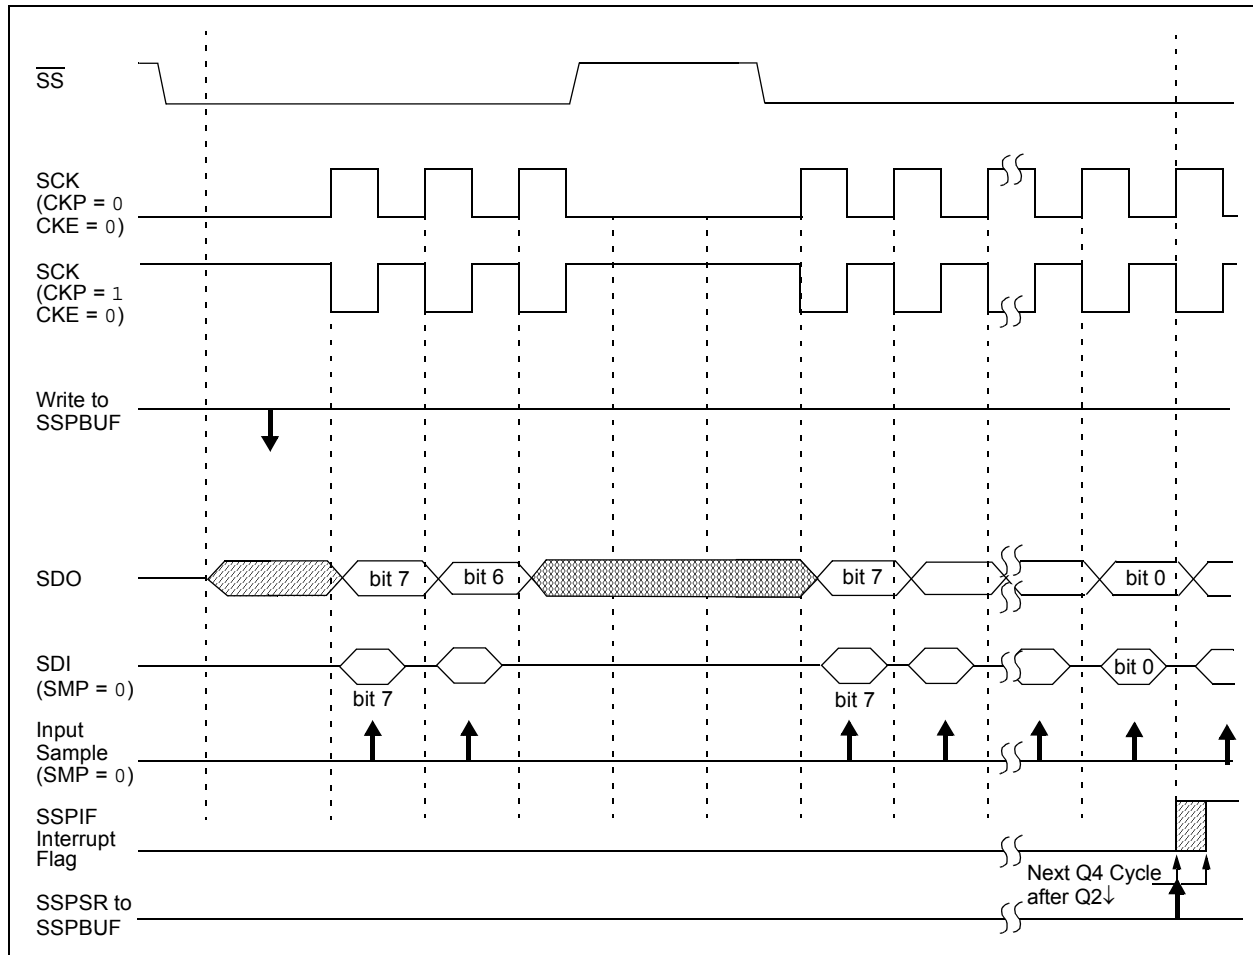 SS
SCK
(CKP = 0
CKE = 0)
SCK
(CKP = 1
CKE = 0)
Write to
SSPBUF
SDO
bit 7
bit 6
bit 7
bit 0
SDI
(SMP = 0)
bit 7
bit 7
bit 0
Input
Sample
(SMP = 0)
SSPIF
Interrupt
Flag
Next Q4 Cycle
after Q2↓
SSPSR to
SSPBUF